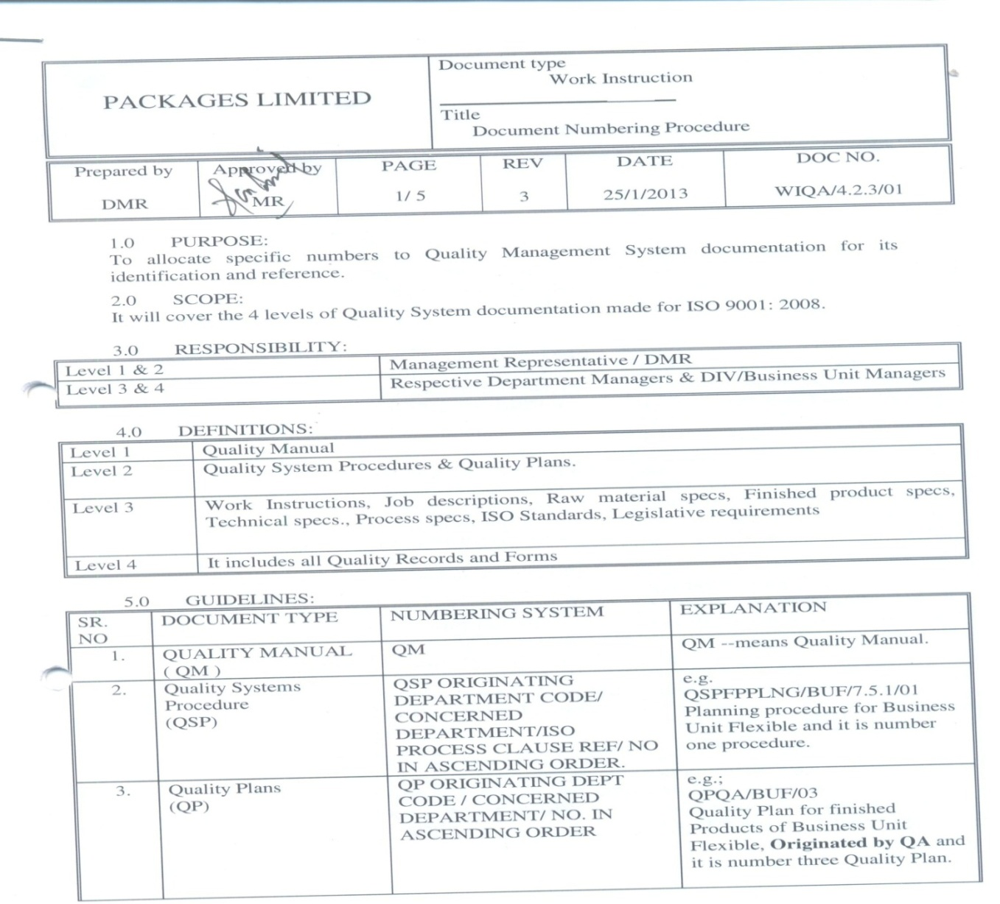 PACKAGES LIMITED
Document type
Work Instruction
Title
Document Numbering Procedure
Prepared by
DMR
Approved by
MR
PAGE
1/ 5
REV
3
DATE
25/1/2013
DOC NO.
WIQA/4.2.3/01
1.0 PURPOSE:
To allocate specific numbers to Quality Management System documentation for its
identification and reference.
2.0 SCOPE:
It will cover the 4 levels of Quality System documentation made for ISO 9001: 2008.
3.0 RESPONSIBILITY:
Level 1 & 2 Management Representative / DMR
Level 3 & 4 Respective Department Managers & DIV/Business Unit Managers
4.0 DEFINITIONS:
Level 1 Quality Manual
Level 2 Quality System Procedures & Quality Plans.
Level 3 Work Instructions, Job descriptions, Raw material specs, Finished product specs,
Technical specs., Process specs, ISO Standards, Legislative requirements
Level 4 It includes all Quality Records and Forms
5.0 GUIDELINES:
SR.
NO
DOCUMENT TYPE
NUMBERING SYSTEM
EXPLANATION
1.
QUALITY MANUAL
( QM )
QM
QM --means Quality Manual.
2.
Quality Systems
Procedure
(QSP)
QSP ORIGINATING
DEPARTMENT CODE/
CONCERNED
DEPARTMENT/ISO
PROCESS CLAUSE REF/ NO
IN ASCENDING ORDER.
e.g.
QSPFPPLNG/BUF/7.5.1/01
Planning procedure for Business
Unit Flexible and it is number
one procedure.
3.
Quality Plans
(QP)
QP ORIGINATING DEPT
CODE / CONCERNED
DEPARTMENT/ NO. IN
ASCENDING ORDER
e.g.;
QPQA/BUF/03
Quality Plan for finished
Products of Business Unit
Flexible, Originated by QA and
it is number three Quality Plan.